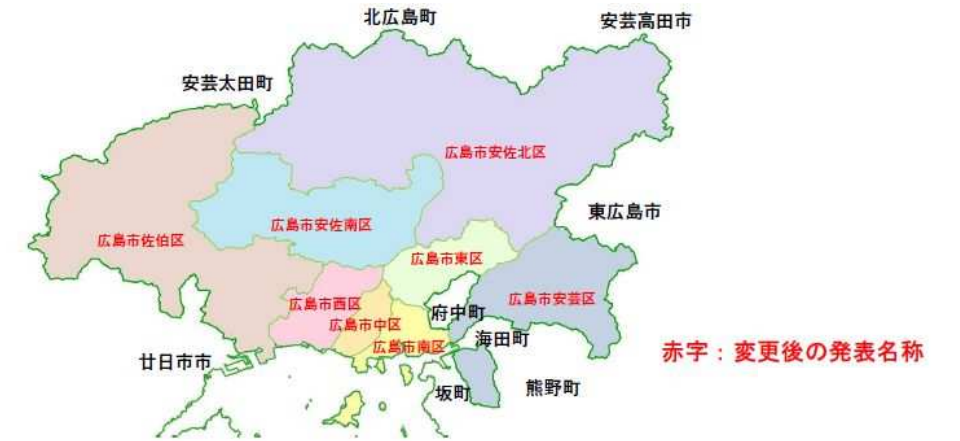 北広島町
安芸高田市
安芸太田町
広島市安佐北区
東広島市
広島市安佐南区
広島市佐伯区
広島市東区
広島市安芸区
広島市西区
府中町
広島市中区
海田町
広島市南区
赤字：変更後の発表名称
廿日市市
坂町
熊野町